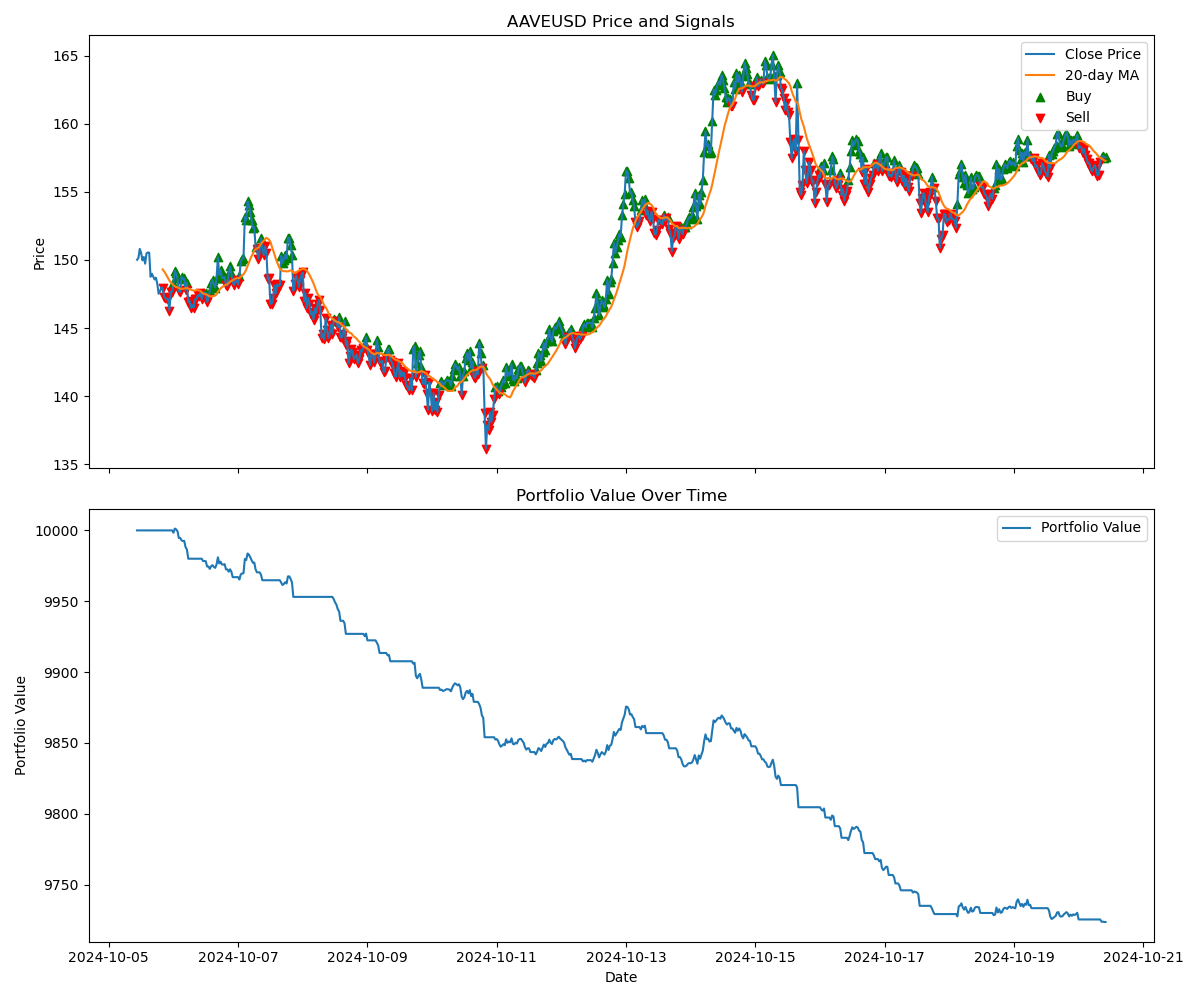 AAVEUSD Price and Signals
Price
165
160
155
150
145
140
135
Close Price
20-day MA
Buy
Sell
Portfolio Value Over Time
Portfolio Value
10000
9950
9900
9850
9800
9750
Portfolio Value
2024-10-05 2024-10-07 2024-10-09 2024-10-11 2024-10-13 2024-10-15 2024-10-17 2024-10-19 2024-10-21
Date